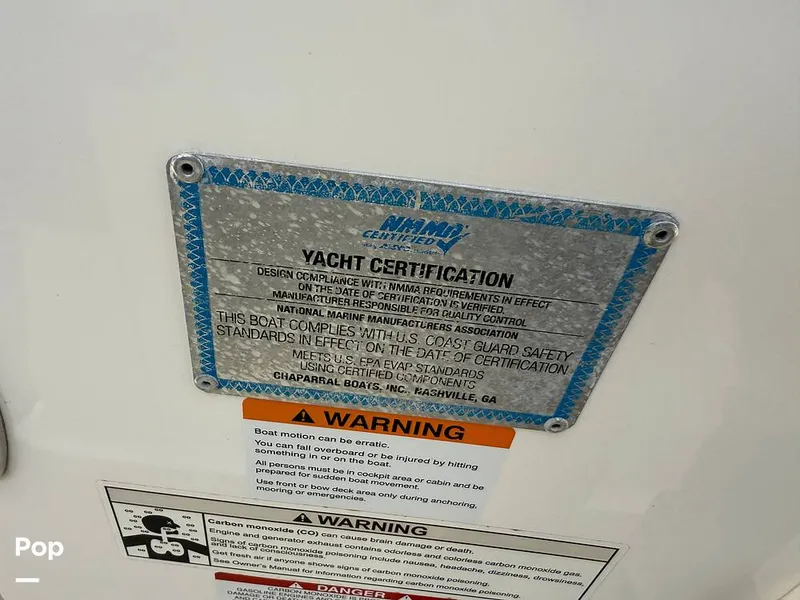 NMMA
CERTIFIED
YACHT CERTIFICATION
DESIGN COMPLIANCE WITH NMMA REQUIREMENTS IN EFFECT
ON THE DATE OF CERTIFICATION IS VERIFIED.
MANUFACTURER RESPONSIBLE FOR QUALITY CONTROL
NATIONAL MARINE MANUFACTURERS ASSOCIATION
THIS BOAT COMPLIES WITH U.S. COAST GUARD SAFETY
STANDARDS IN EFFECT ON THE DATE OF CERTIFICATION
MEETS U.S. EPA EVAP STANDARDS
USING CERTIFIED COMPONENTS
CHAPARRAL BOATS, INC., NASHVILLE, GA
WARNING
Boat motion can be erratic.
You can fall overboard or be injured by hitting
something in or on the boat.
All persons must be in cockpit area or cabin and be
prepared for sudden boat movement.
Use front or bow deck area only during anchoring,
mooring or emergencies.
WARNING
Carbon monoxide (CO) can cause brain damage or death.
Engine and generator exhaust contains odorless and colorless carbon monoxide gas.
Signs of carbon monoxide poisoning include nausea, headache, dizziness, drowsiness,
and lack of consciousness.
Get fresh air if anyone shows signs of carbon monoxide poisoning.
See Owner's Manual for information regarding carbon monoxide poisoning.
DANGER
CARBON MONOXIDE
GASOLINE ENGINES
DAMAGE OR
Pop